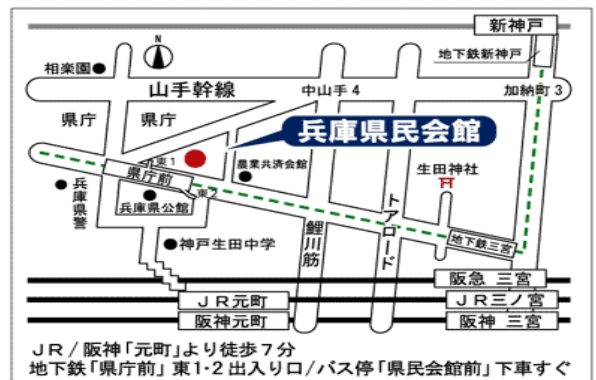 新神戸
N
地下鉄新神戸
相楽園
山手幹線
中山手4
加納町3
県庁
県庁
兵庫県民会館
東1
県庁前
農業共済会館
生田神社
東2
兵庫県警
兵庫県公館
鯉川筋
トアロード
神戸生田中学
地下鉄三宮
阪急 三宮
JR元町
JR三ノ宮
阪神元町
阪神 三宮
JR/阪神「元町」より徒歩7分
地下鉄「県庁前」東1・2出入り口/バス停「県民会館前」下車すぐ